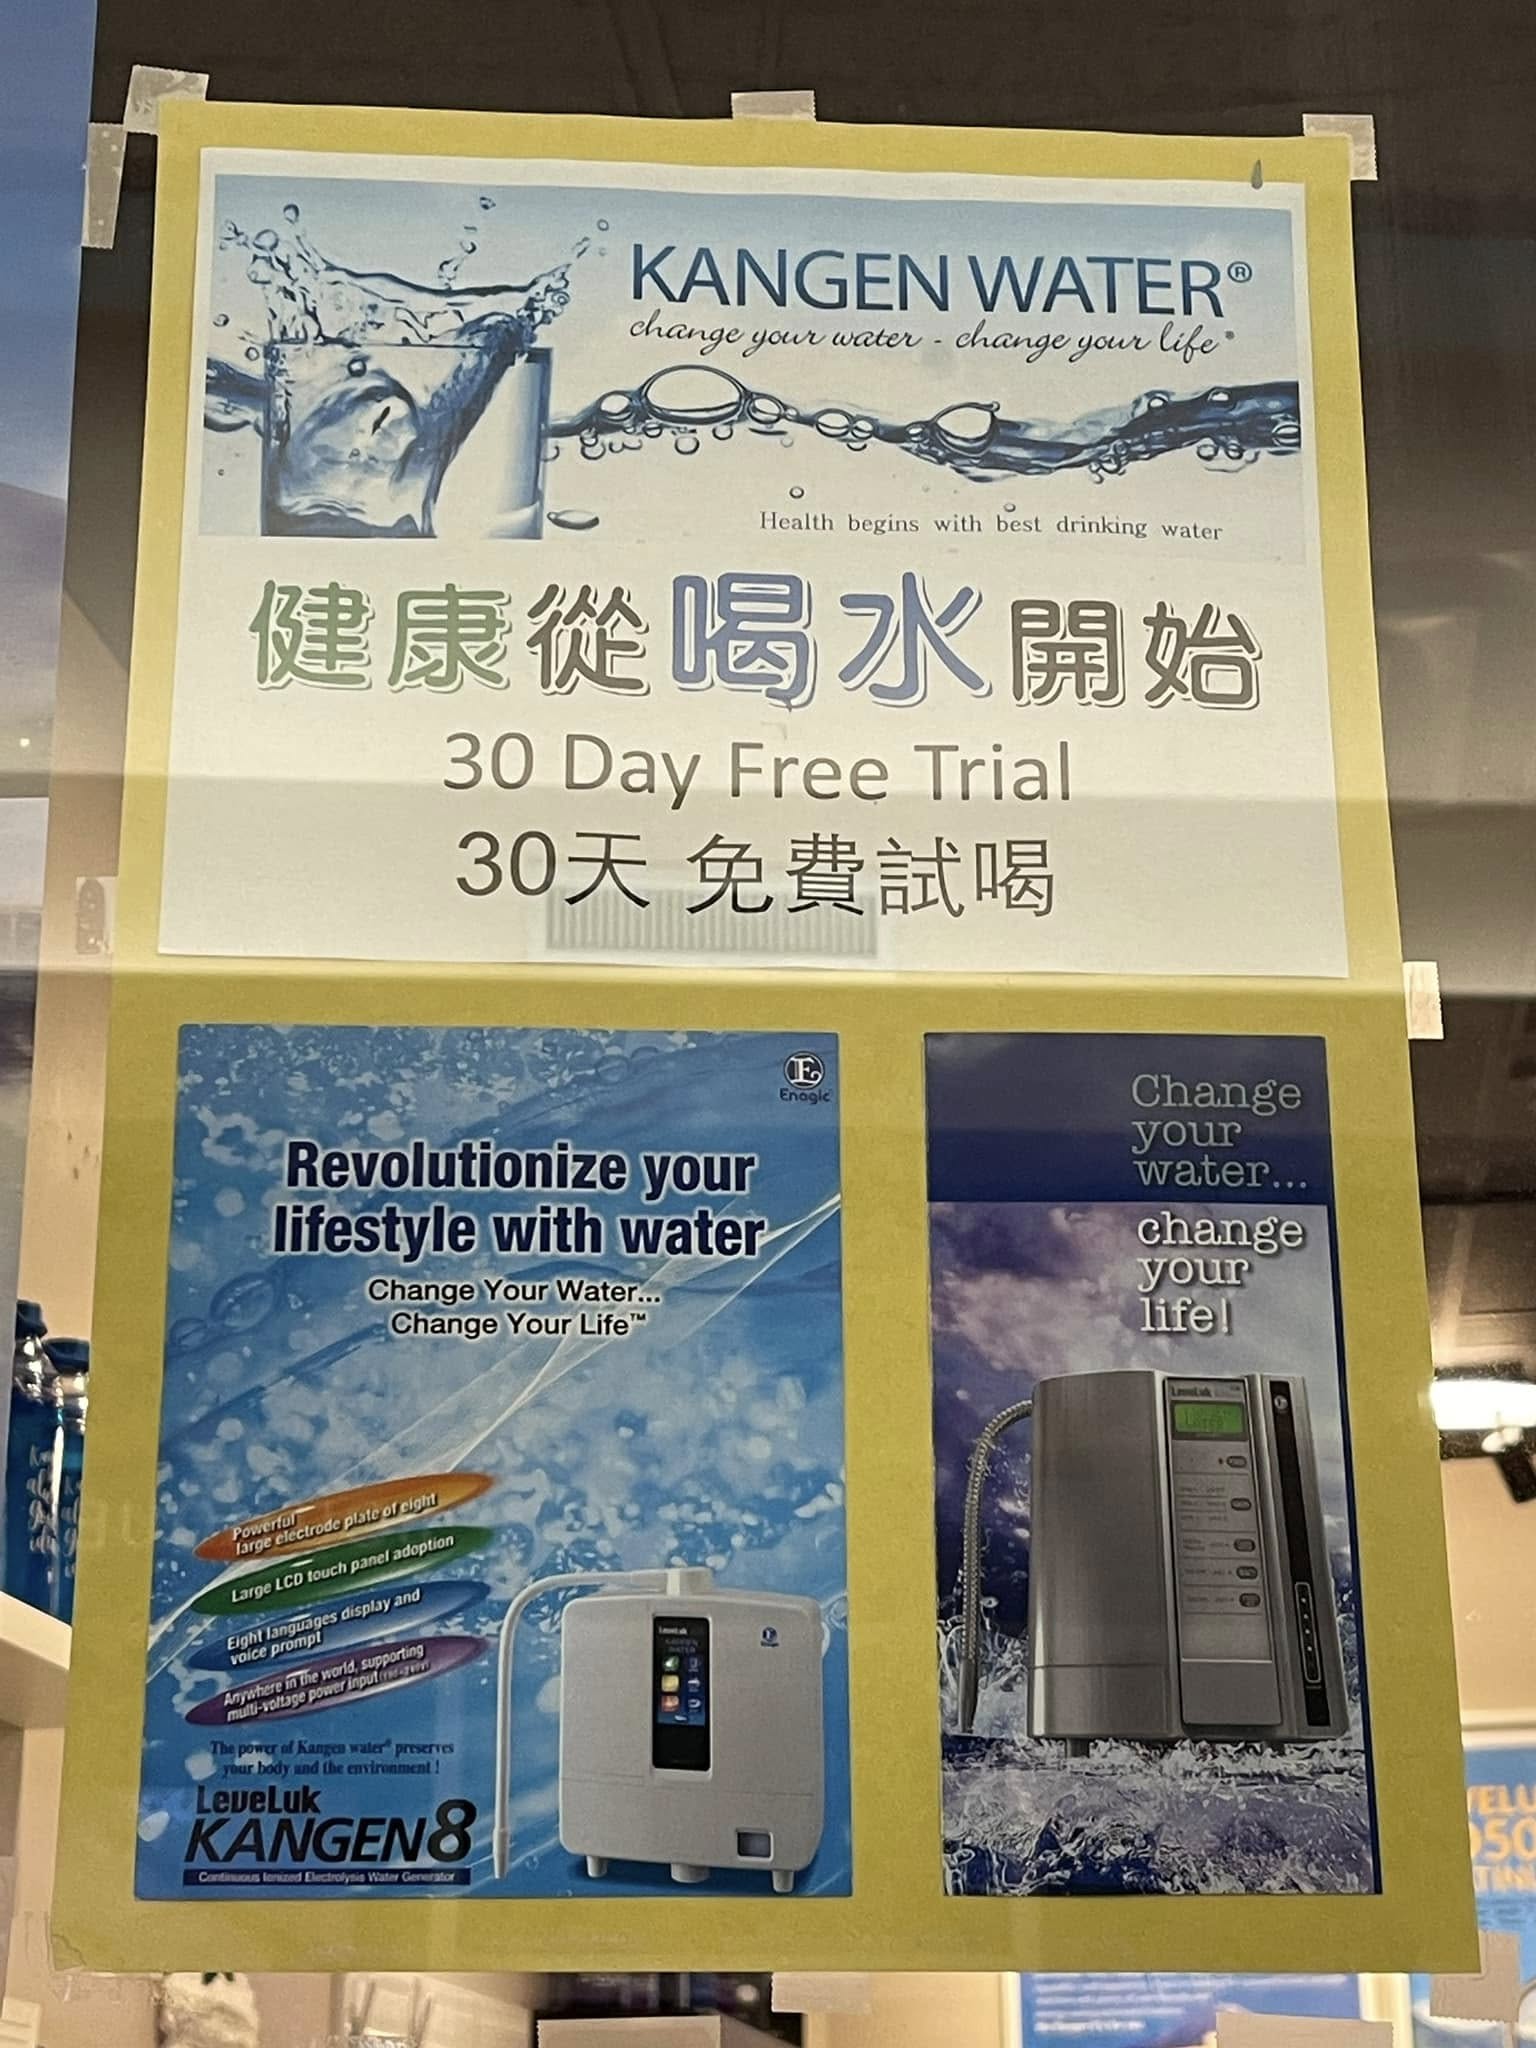 KANGEN WATER®
change your water - change your life®
Health begins with best drinking water
健康從喝水開始
30 Day Free Trial
30天 免費試喝
E
Enagic
Revolutionize your
lifestyle with water
Change Your Water...
Change Your Life™
Powerful
large electrode plate of eight
Large LCD touch panel adoption
Eight languages display and
voice prompt
Anywhere in the world, supporting
multi-voltage power input
The power of Kangen water® preserves
your body and the environment !
LeveLuk
KANGEN8
Continuous Ionized Electrolysis Water Generator
LeveLuk
KANGEN
WATER
Enagic
Change
your
water...
change
your
life!
LeveLuk